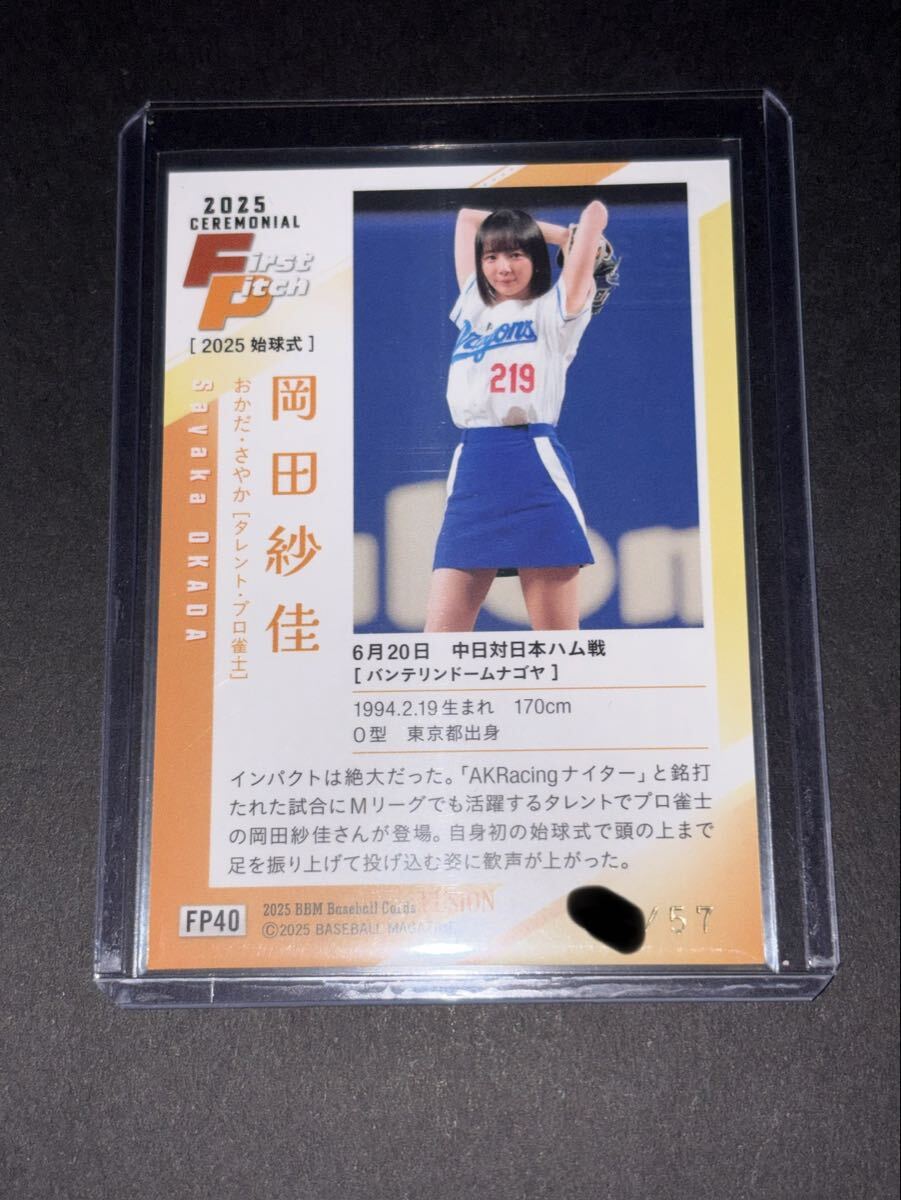 2025
CEREMONIAL
First
Pitch
[ 2025 始球式 ]
岡田紗佳
おかだ・さやか [タレント・プロ雀士]
Sayaka OKADA
Dragons
219
6月20日 中日対日本ハム戦
[ バンテリンドームナゴヤ ]
1994.2.19生まれ 170cm
O型 東京都出身
インパクトは絶大だった。「AKRacingナイター」と銘打
たれた試合にMリーグでも活躍するタレントでプロ雀士
の岡田紗佳さんが登場。自身初の始球式で頭の上まで
足を振り上げて投げ込む姿に歓声が上がった。
FP40
2025 BBM Baseball Cards FUSION
©2025 BASEBALL MAGAZINE
/57